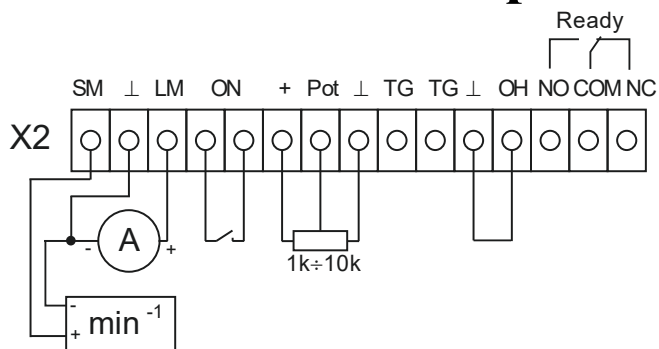 Ready
SM ⊥ LM ON + Pot ⊥ TG TG ⊥ OH NO COM NC
X2
- A +
1k÷10k
- min -1
+